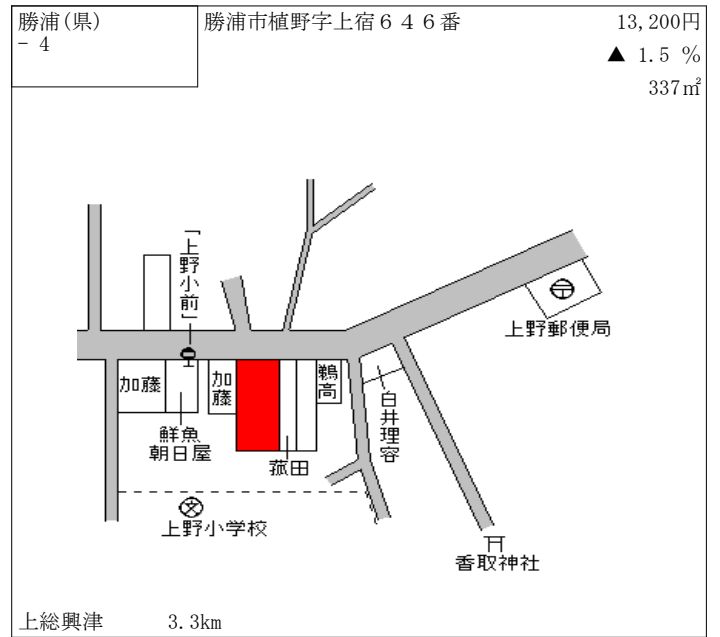 勝浦(県)
－4
勝浦市植野字上宿６４６番
13,200円
▲ 1.5 %
337㎡
「上野小前」
上野郵便局
加藤
鮮魚
朝日屋
加藤
鵜高
白井理容
菰田
上野小学校
香取神社
上総興津 3.3km